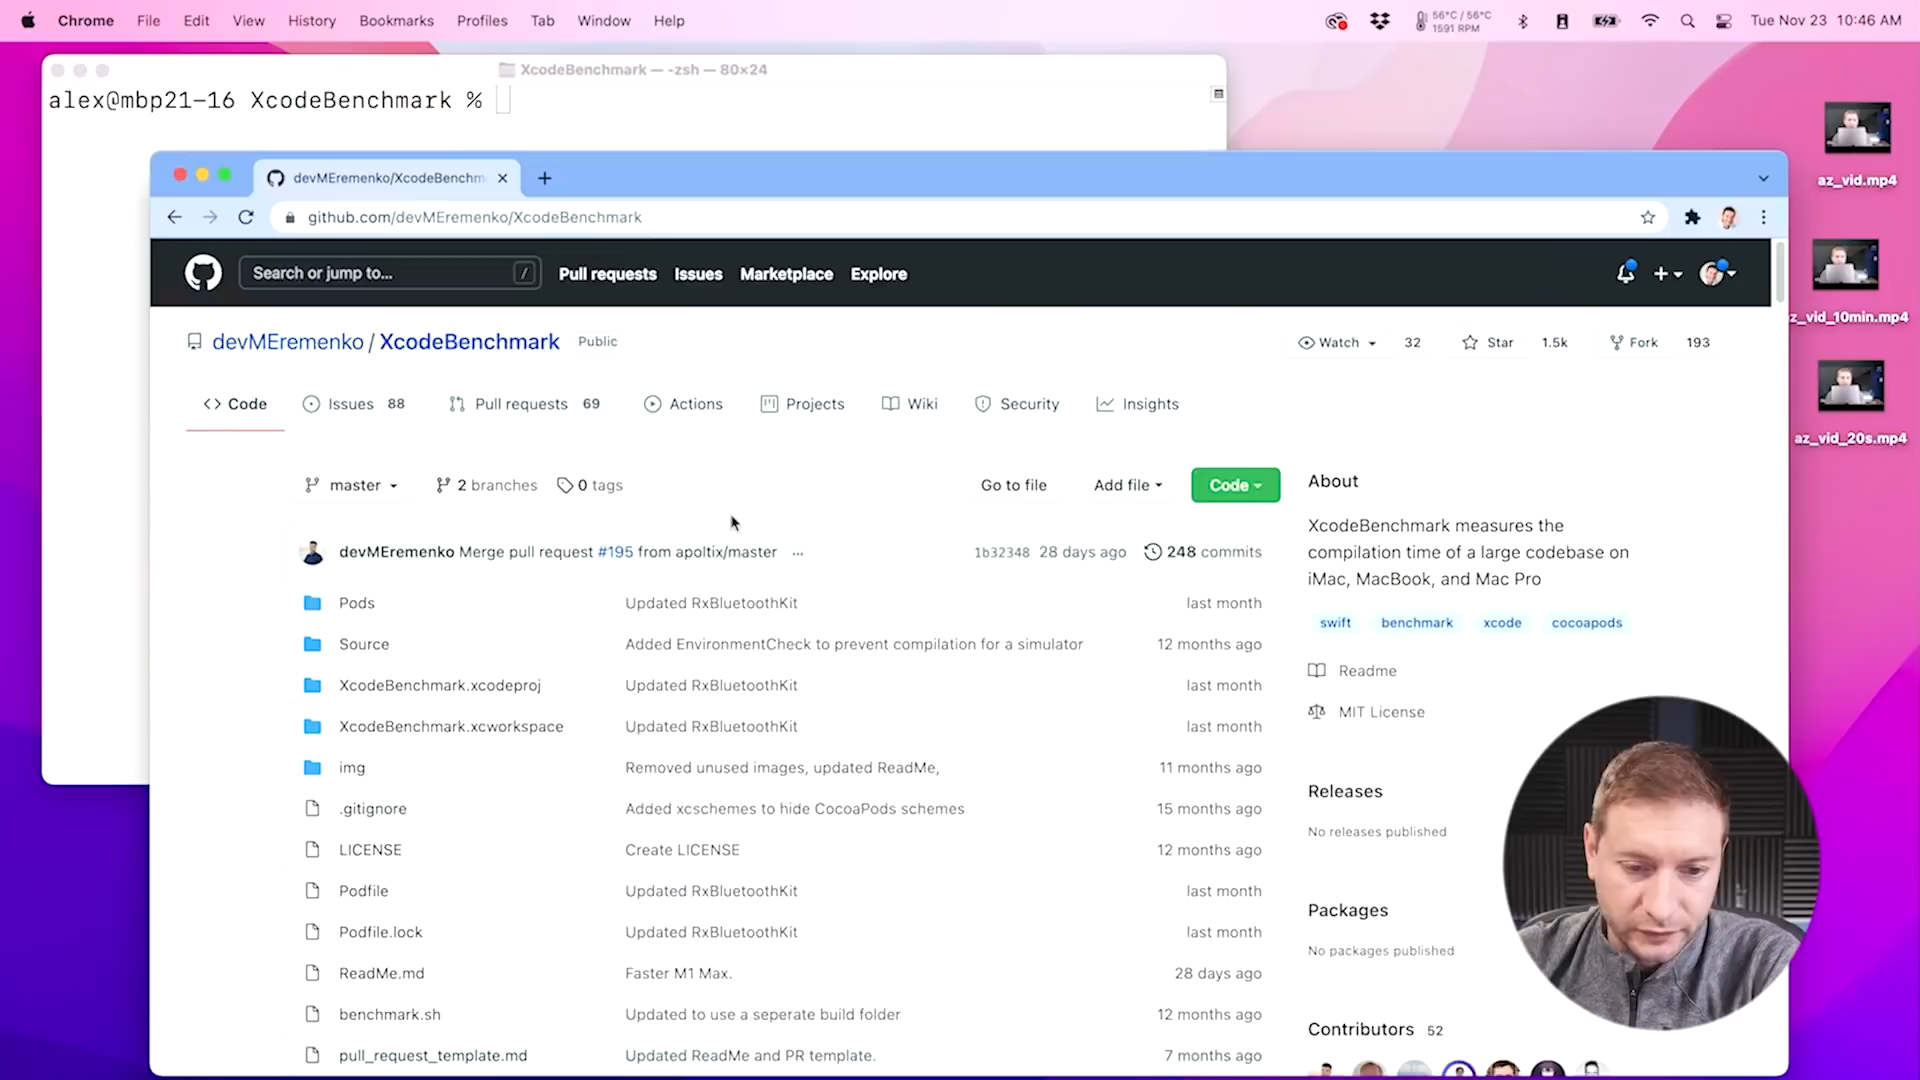 Chrome File Edit View History Bookmarks Profiles Tab Window Help
56°C / 56°C
1591 RPM
Tue Nov 23 10:46 AM
XcodeBenchmark — -zsh — 80×24
alex@mbp21-16 XcodeBenchmark %
devMEremenko/XcodeBenchm
github.com/devMEremenko/XcodeBenchmark
Search or jump to... / Pull requests Issues Marketplace Explore
devMEremenko / XcodeBenchmark Public
Watch 32 Star 1.5k Fork 193
Code Issues 88 Pull requests 69 Actions Projects Wiki Security Insights
master 2 branches 0 tags Go to file Add file Code
devMEremenko Merge pull request #195 from apoltix/master ... 1b32348 28 days ago 248 commits
Pods Updated RxBluetoothKit last month
Source Added EnvironmentCheck to prevent compilation for a simulator 12 months ago
XcodeBenchmark.xcodeproj Updated RxBluetoothKit last month
XcodeBenchmark.xcworkspace Updated RxBluetoothKit last month
img Removed unused images, updated ReadMe, 11 months ago
.gitignore Added xcschemes to hide CocoaPods schemes 15 months ago
LICENSE Create LICENSE 12 months ago
Podfile Updated RxBluetoothKit last month
Podfile.lock Updated RxBluetoothKit last month
ReadMe.md Faster M1 Max. 28 days ago
benchmark.sh Updated to use a seperate build folder 12 months ago
pull_request_template.md Updated ReadMe and PR template. 7 months ago
About
XcodeBenchmark measures the
compilation time of a large codebase on
iMac, MacBook, and Mac Pro
swift benchmark xcode cocoapods
Readme
MIT License
Releases
No releases published
Packages
No packages published
Contributors 52
az_vid.mp4
z_vid_10min.mp4
az_vid_20s.mp4